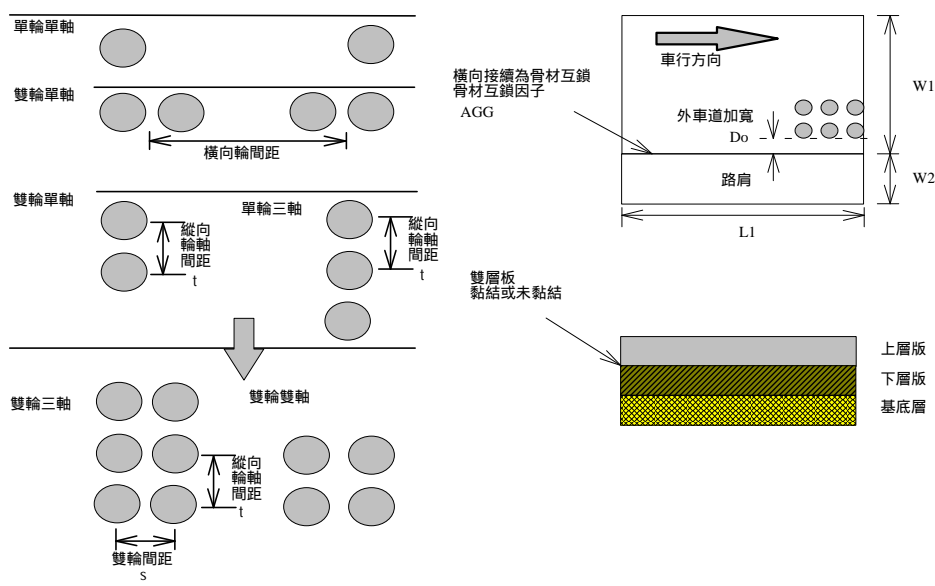 單輪單軸
雙輪單軸
橫向輪間距
雙輪單軸
縱向
輪軸
間距
t
單輪三軸
縱向
輪軸
間距
t
雙輪三軸
雙輪雙軸
縱向
輪軸
間距
t
雙輪間距
s
車行方向
橫向接續為骨材互鎖
骨材互鎖因子
AGG
外車道加寬
Do
W1
路肩
W2
L1
雙層板
黏結或未黏結
上層版
下層版
基底層